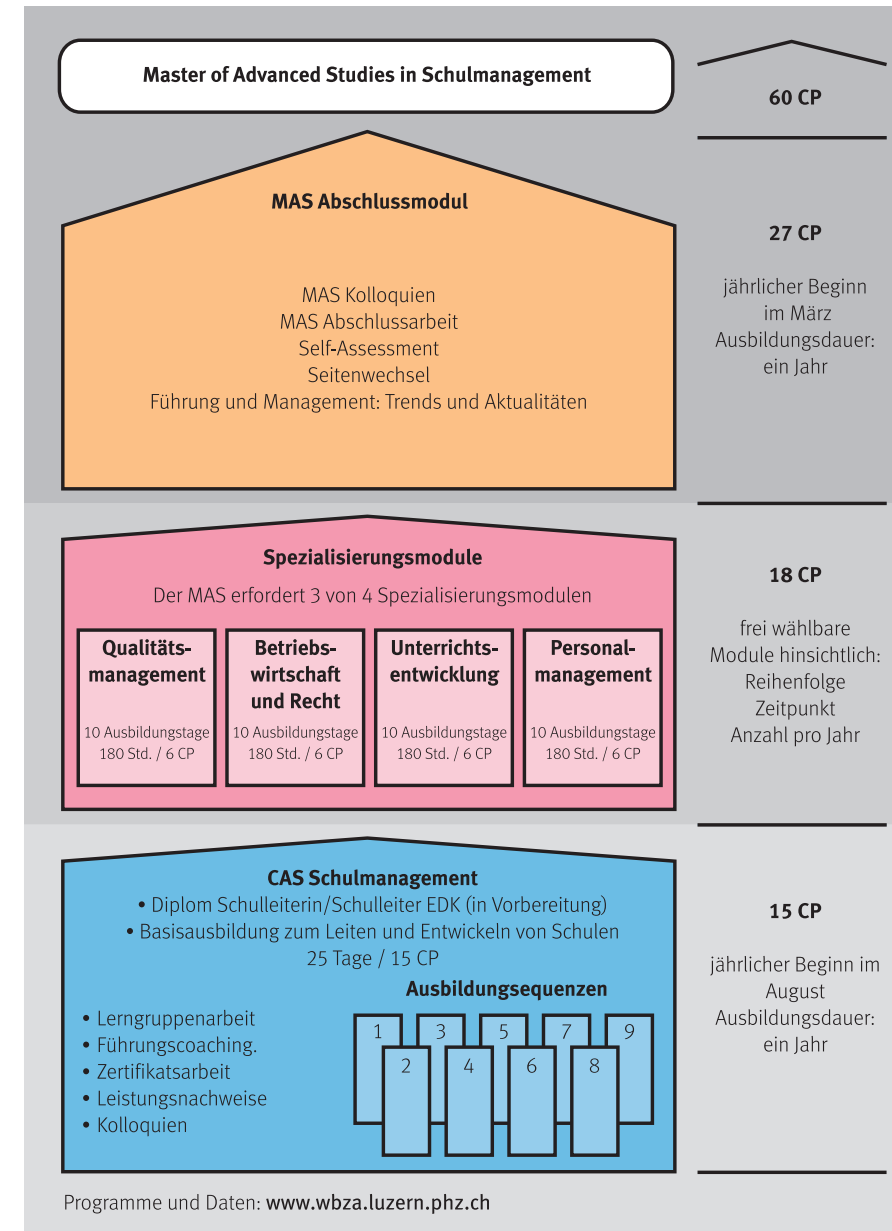 Master of Advanced Studies in Schulmanagement
60 CP
MAS Abschlussmodul
MAS Kolloquien
MAS Abschlussarbeit
Self-Assessment
Seitenwechsel
Führung und Management: Trends und Aktualitäten
27 CP
jährlicher Beginn
im März
Ausbildungsdauer:
ein Jahr
Spezialisierungsmodule
Der MAS erfordert 3 von 4 Spezialisierungsmodulen
Qualitäts-
management
10 Ausbildungstage
180 Std. / 6 CP
Betriebs-
wirtschaft
und Recht
10 Ausbildungstage
180 Std. / 6 CP
Unterrichts-
entwicklung
10 Ausbildungstage
180 Std. / 6 CP
Personal-
management
10 Ausbildungstage
180 Std. / 6 CP
18 CP
frei wählbare
Module hinsichtlich:
Reihenfolge
Zeitpunkt
Anzahl pro Jahr
CAS Schulmanagement
• Diplom Schulleiterin/Schulleiter EDK (in Vorbereitung)
• Basisausbildung zum Leiten und Entwickeln von Schulen
25 Tage / 15 CP
Ausbildungsequenzen
• Lerngruppenarbeit
• Führungscoaching.
• Zertifikatsarbeit
• Leistungsnachweise
• Kolloquien
1 3 5 7 9
2 4 6 8
15 CP
jährlicher Beginn im
August
Ausbildungsdauer:
ein Jahr
Programme und Daten: www.wbza.luzern.phz.ch